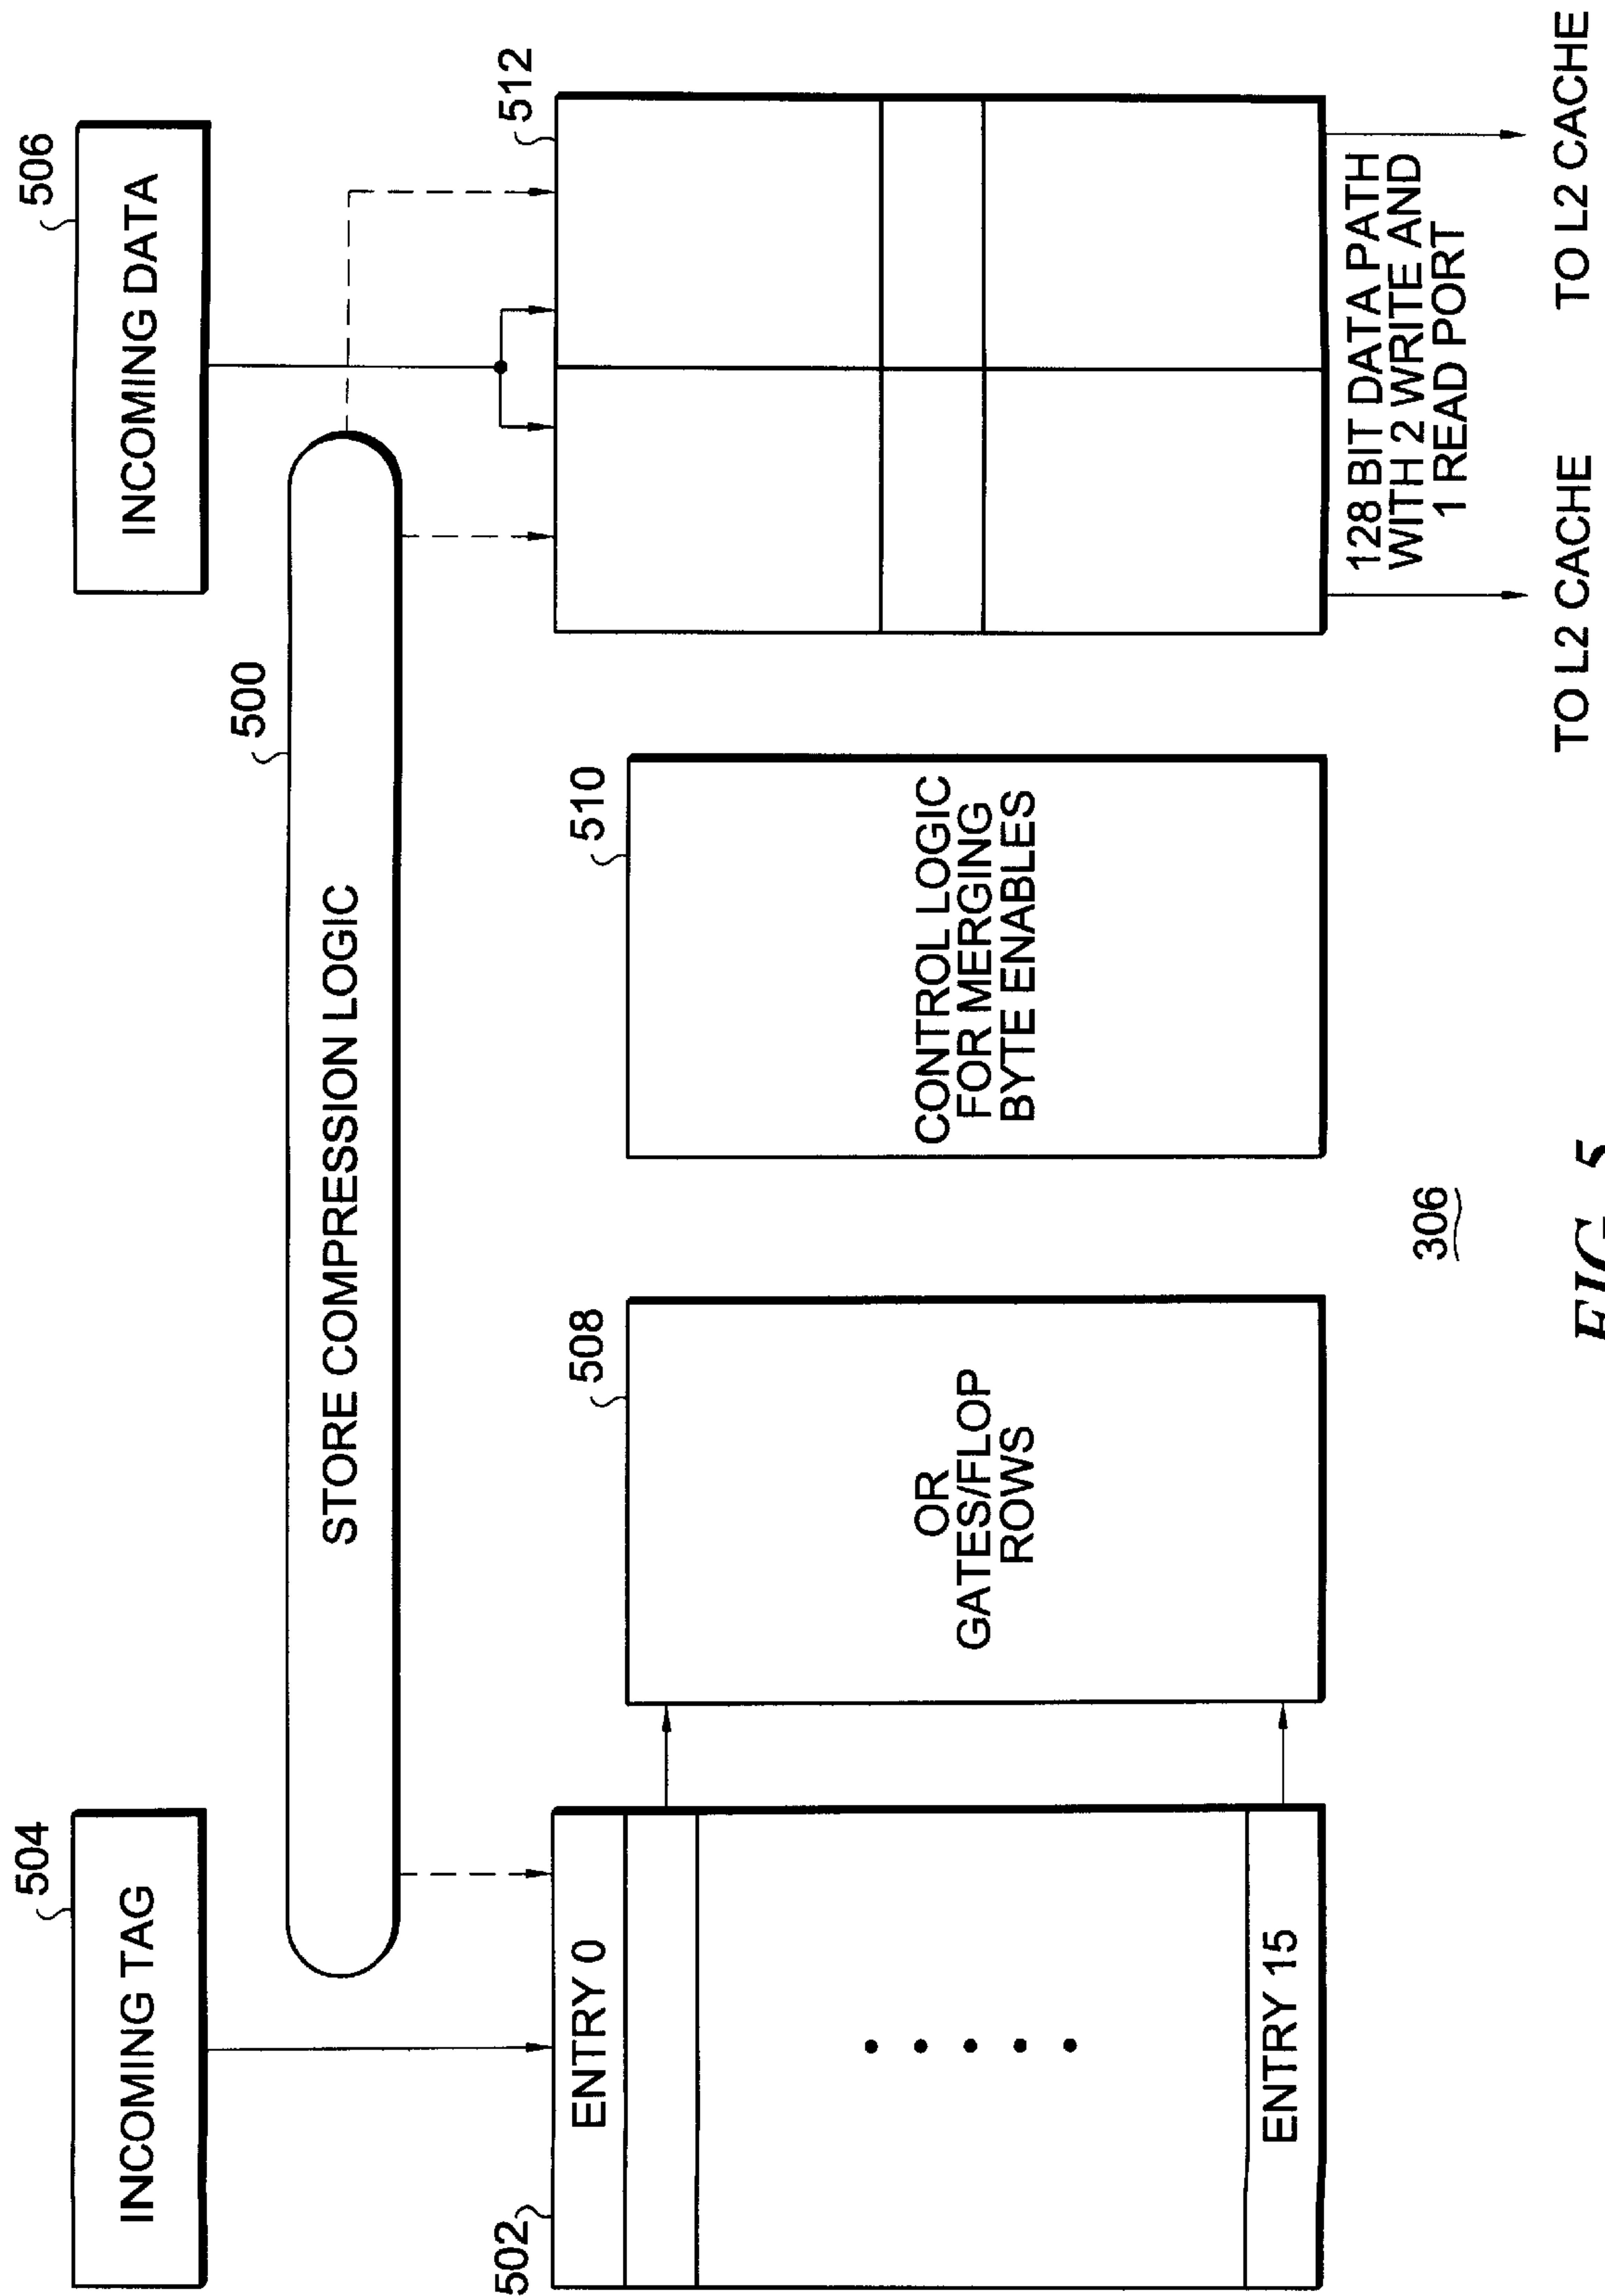 504
INCOMING TAG
506
INCOMING DATA
500
STORE COMPRESSION LOGIC
502
ENTRY 0
ENTRY 15
508
OR
GATES/FLOP
ROWS
510
CONTROL LOGIC
FOR MERGING
BYTE ENABLES
512
128 BIT DATA PATH
WITH 2 WRITE AND
1 READ PORT
TO L2 CACHE
TO L2 CACHE
306
FIG. 5